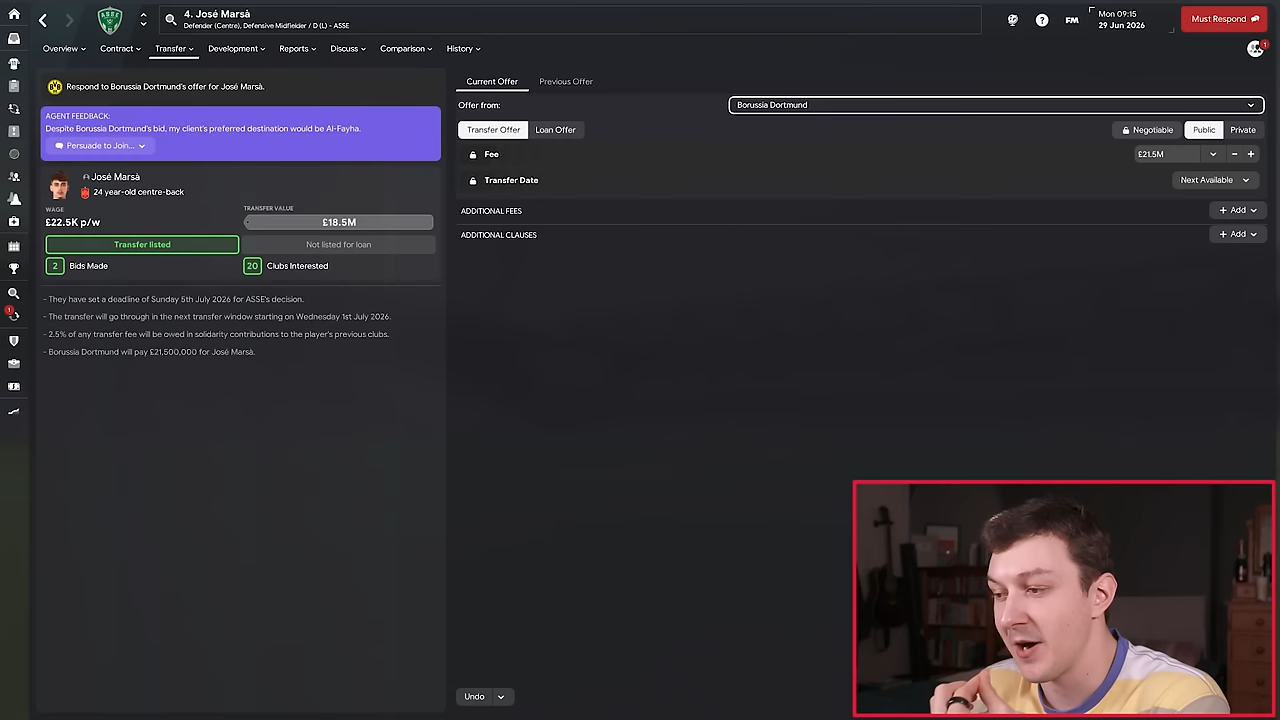 4. José Marsà
Defender (Centre), Defensive Midfielder / D (L) - ASSE
FM
Mon 09:15
29 Jun 2026
Must Respond
Overview
Contract
Transfer
Development
Reports
Discuss
Comparison
History
1
Respond to Borussia Dortmund's offer for José Marsà.
AGENT FEEDBACK:
Despite Borussia Dortmund's bid, my client's preferred destination would be Al-Fayha.
Persuade to Join...
José Marsà
24 year-old centre-back
WAGE
£22.5K p/w
TRANSFER VALUE
£18.5M
Transfer listed
Not listed for loan
2 Bids Made
20 Clubs Interested
- They have set a deadline of Sunday 5th July 2026 for ASSE's decision.
- The transfer will go through in the next transfer window starting on Wednesday 1st July 2026.
- 2.5% of any transfer fee will be owed in solidarity contributions to the player's previous clubs.
- Borussia Dortmund will pay £21,500,000 for José Marsà.
Current Offer
Previous Offer
Offer from:
Borussia Dortmund
Transfer Offer
Loan Offer
Negotiable
Public
Private
Fee
£21.5M
Transfer Date
Next Available
ADDITIONAL FEES
+ Add
ADDITIONAL CLAUSES
+ Add
Undo
1